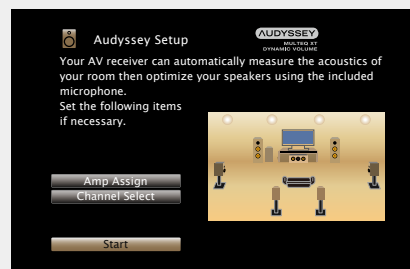 Audyssey Setup
AUDYSSEY
MULTEQ XT
DYNAMIC VOLUME
Your AV receiver can automatically measure the acoustics of
your room then optimize your speakers using the included
microphone.
Set the following items
if necessary.
Amp Assign
Channel Select
Start